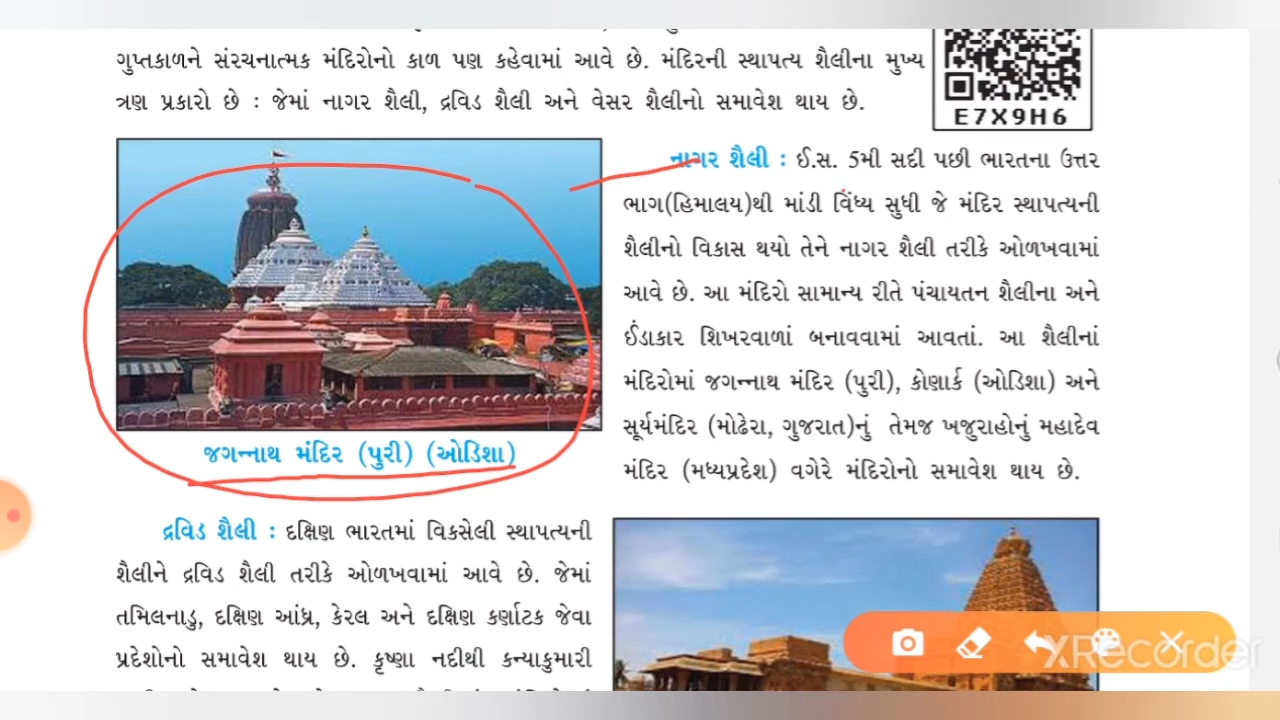 ગુપ્તકાળને સંરચનાત્મક મંદિરોનો કાળ પણ કહેવામાં આવે છે. મંદિરની સ્થાપત્ય શૈલીના મુખ્ય
ત્રણ પ્રકારો છે : જેમાં નાગર શૈલી, દ્રવિડ શૈલી અને વેસર શૈલીનો સમાવેશ થાય છે.
E7X9H6
નાગર શૈલી : ઈ.સ. 5મી સદી પછી ભારતના ઉત્તર
ભાગ(હિમાલય)થી માંડી વિંધ્ય સુધી જે મંદિર સ્થાપત્યની
શૈલીનો વિકાસ થયો તેને નાગર શૈલી તરીકે ઓળખવામાં
આવે છે. આ મંદિરો સામાન્ય રીતે પંચાયતન શૈલીના અને
ઈંડાકાર શિખરવાળાં બનાવવામાં આવતાં. આ શૈલીનાં
મંદિરોમાં જગન્નાથ મંદિર (પુરી), કોણાર્ક (ઓડિશા) અને
સૂર્યમંદિર (મોઢેરા, ગુજરાત)નું તેમજ ખજુરાહોનું મહાદેવ
મંદિર (મધ્યપ્રદેશ) વગેરે મંદિરોનો સમાવેશ થાય છે.
જગન્નાથ મંદિર (પુરી) (ઓડિશા)
દ્રવિડ શૈલી : દક્ષિણ ભારતમાં વિકસેલી સ્થાપત્યની
શૈલીને દ્રવિડ શૈલી તરીકે ઓળખવામાં આવે છે. જેમાં
તમિલનાડુ, દક્ષિણ આંધ્ર, કેરલ અને દક્ષિણ કર્ણાટક જેવા
પ્રદેશોનો સમાવેશ થાય છે. કૃષ્ણા નદીથી કન્યાકુમારી
XRecorder